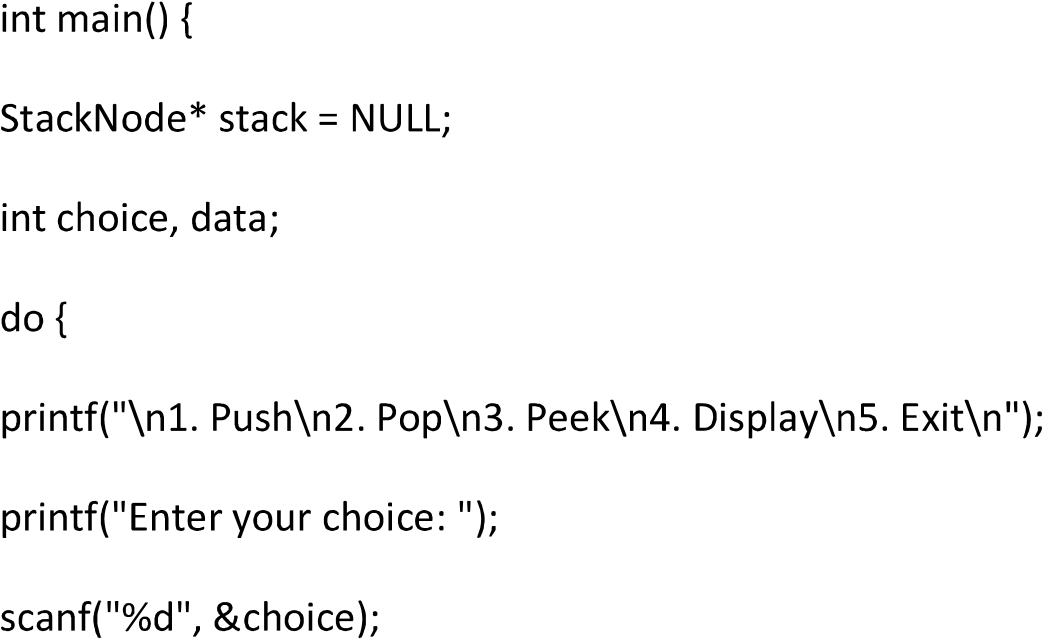 int main() {
StackNode* stack = NULL;
int choice, data;
do {
printf("\n1. Push\n2. Pop\n3. Peek\n4. Display\n5. Exit\n");
printf("Enter your choice: ");
scanf("%d", &choice);